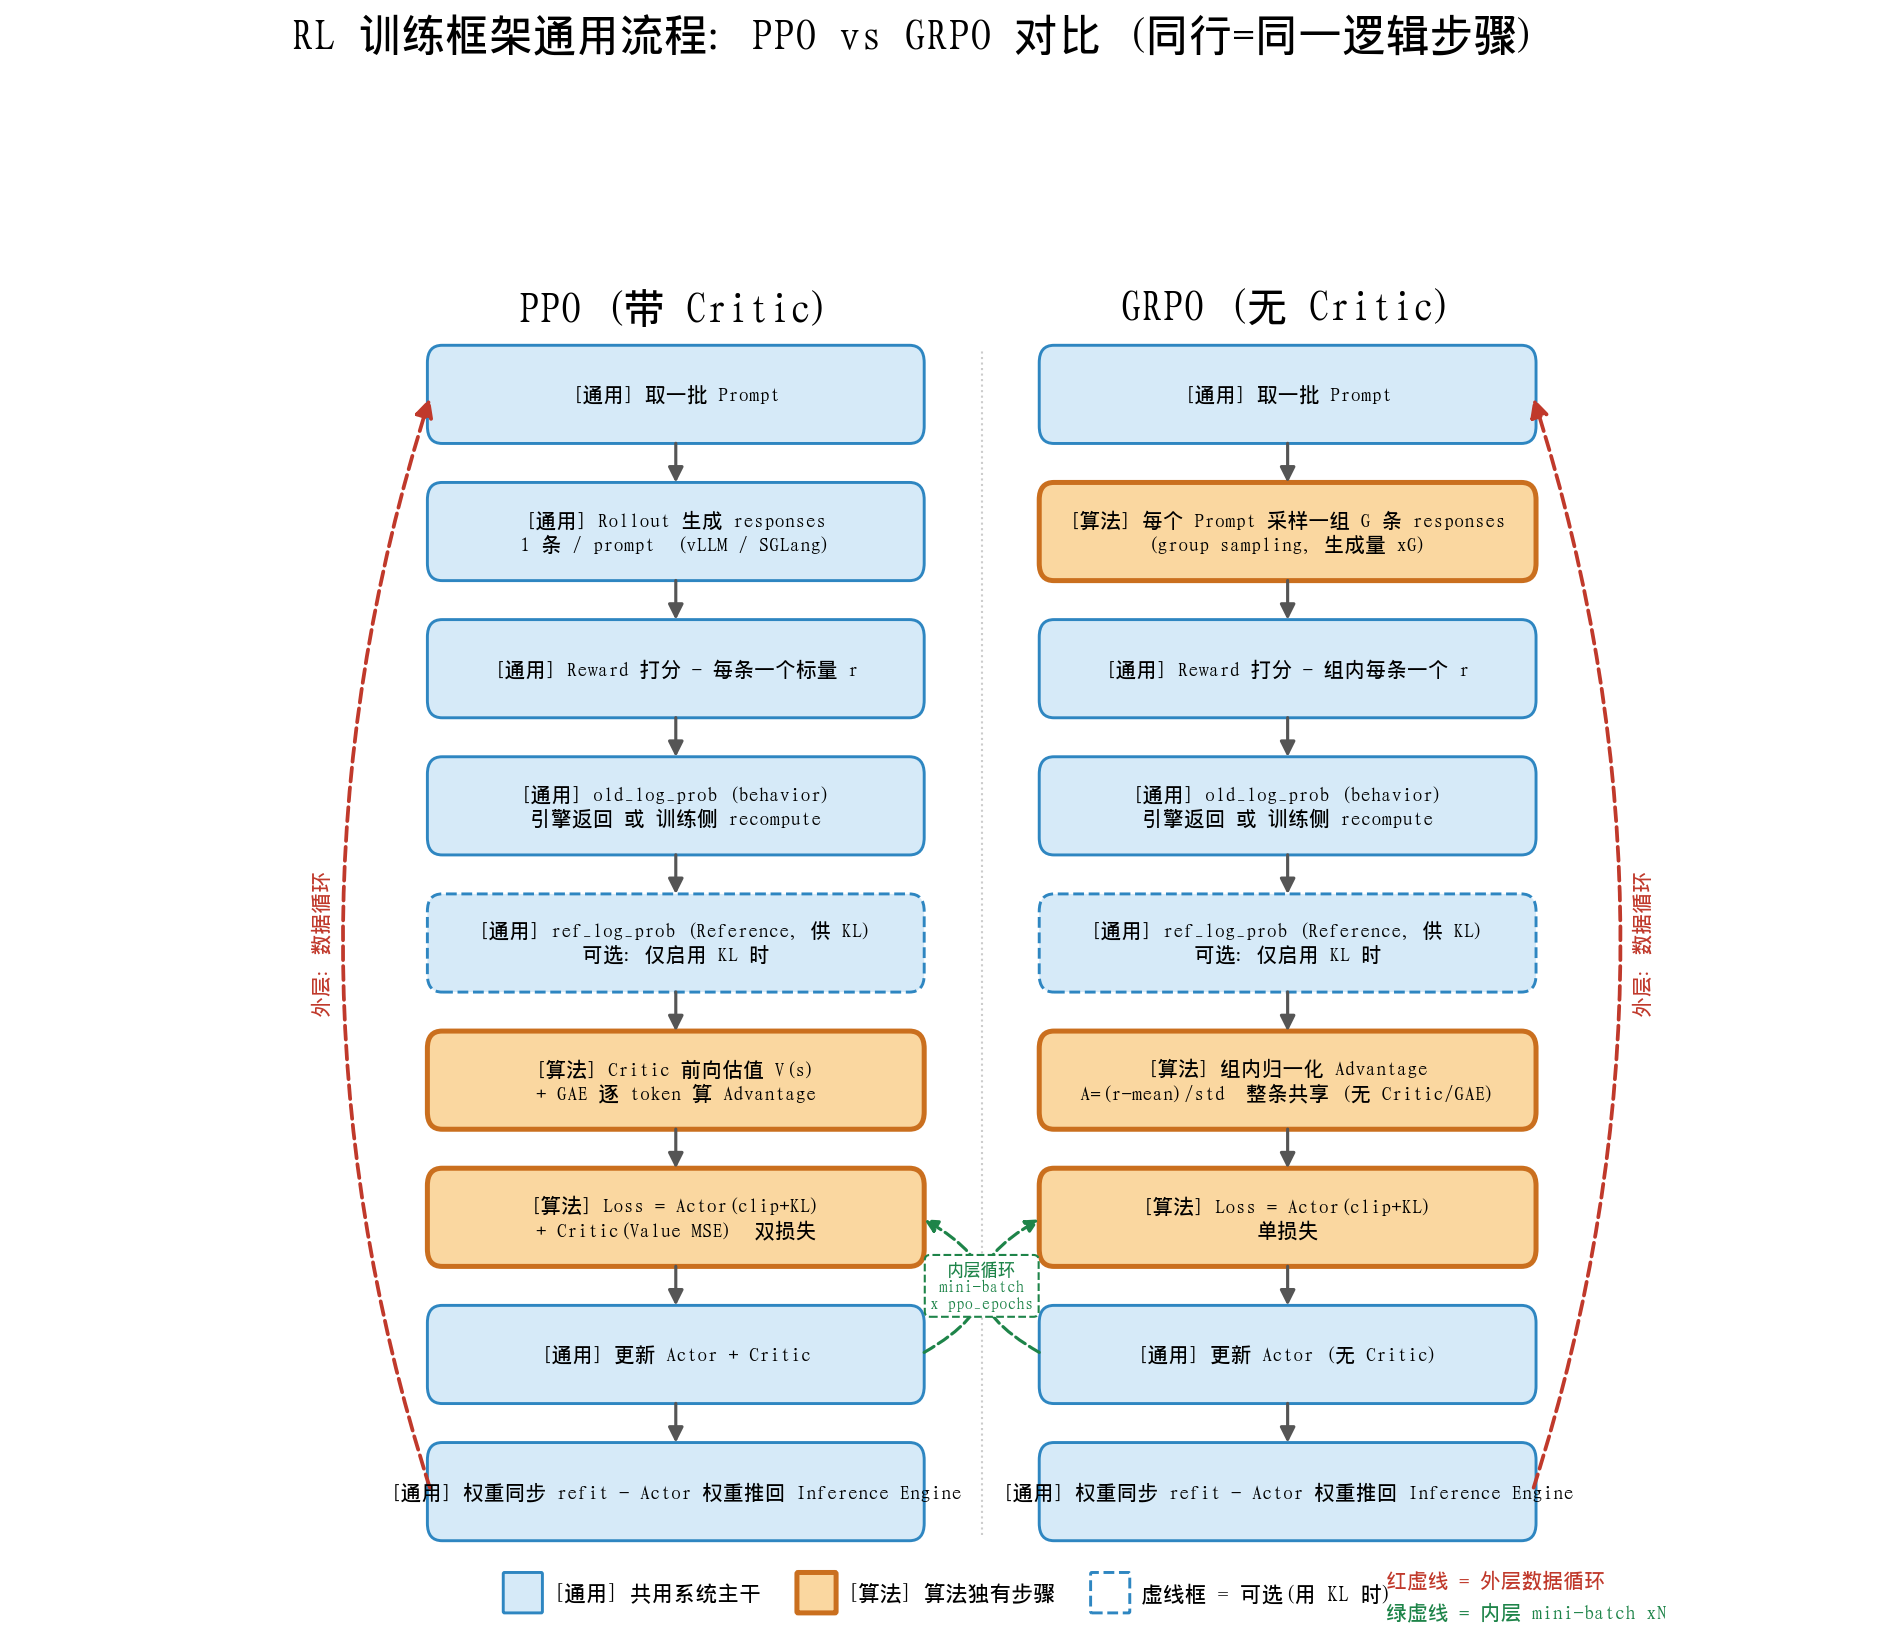 RL 训练框架通用流程: PPO vs GRPO 对比 (同行=同一逻辑步骤)
PPO (带 Critic)
[通用] 取一批 Prompt
[通用] Rollout 生成 responses
1 条 / prompt (vLLM / SGLang)
[通用] Reward 打分 - 每条一个标量 r
[通用] old_log_prob (behavior)
引擎返回 或 训练侧 recompute
[通用] ref_log_prob (Reference, 供 KL)
可选: 仅启用 KL 时
[算法] Critic 前向估值 V(s)
+ GAE 逐 token 算 Advantage
[算法] Loss = Actor(clip+KL)
+ Critic(Value MSE) 双损失
[通用] 更新 Actor + Critic
[通用] 权重同步 refit - Actor 权重推回 Inference Engine
外层: 数据循环
GRPO (无 Critic)
[通用] 取一批 Prompt
[算法] 每个 Prompt 采样一组 G 条 responses
(group sampling, 生成量 xG)
[通用] Reward 打分 - 组内每条一个 r
[通用] old_log_prob (behavior)
引擎返回 或 训练侧 recompute
[通用] ref_log_prob (Reference, 供 KL)
可选: 仅启用 KL 时
[算法] 组内归一化 Advantage
A=(r-mean)/std 整条共享 (无 Critic/GAE)
[算法] Loss = Actor(clip+KL)
单损失
[通用] 更新 Actor (无 Critic)
[通用] 权重同步 refit - Actor 权重推回 Inference Engine
外层: 数据循环
内层循环
mini-batch
x ppo_epochs
[通用] 共用系统主干
[算法] 算法独有步骤
虚线框 = 可选(用 KL 时)
红虚线 = 外层数据循环
绿虚线 = 内层 mini-batch xN